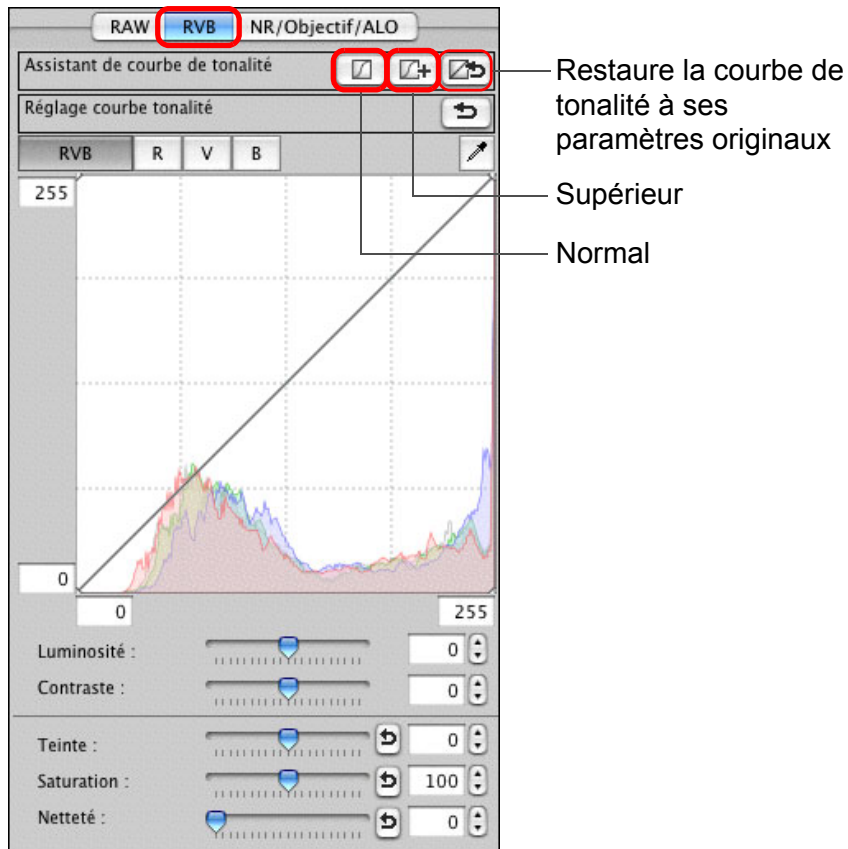 RAW RVB NR/Objectif/ALO
Assistant de courbe de tonalité
Restaure la courbe de
tonalité à ses
paramètres originaux
Réglage courbe tonalité
RVB R V B
Supérieur
255
Normal
0
0 255
Luminosité : 0
Contraste : 0
Teinte : 0
Saturation : 100
Netteté : 0